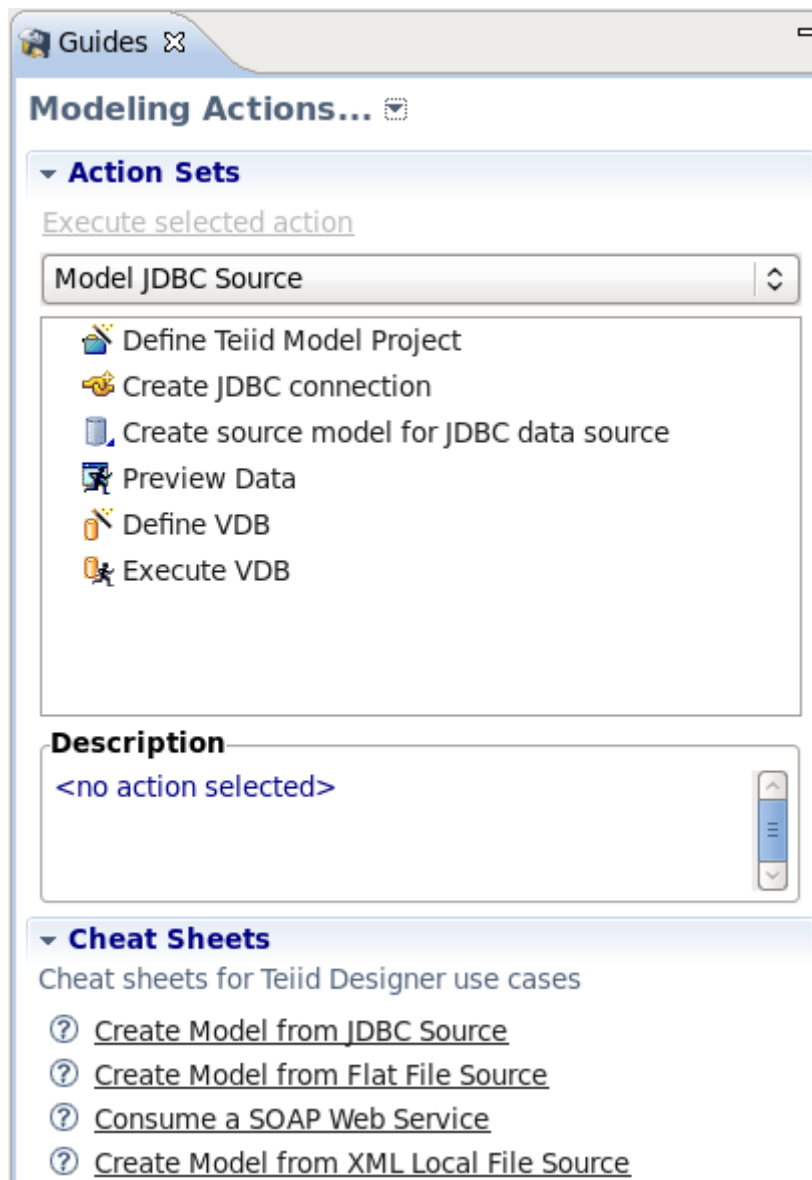 Guides
Modeling Actions...
Action Sets
Execute selected action
Model JDBC Source
Define Teiid Model Project
Create JDBC connection
Create source model for JDBC data source
Preview Data
Define VDB
Execute VDB
Description
<no action selected>
Cheat Sheets
Cheat sheets for Teiid Designer use cases
Create Model from JDBC Source
Create Model from Flat File Source
Consume a SOAP Web Service
Create Model from XML Local File Source